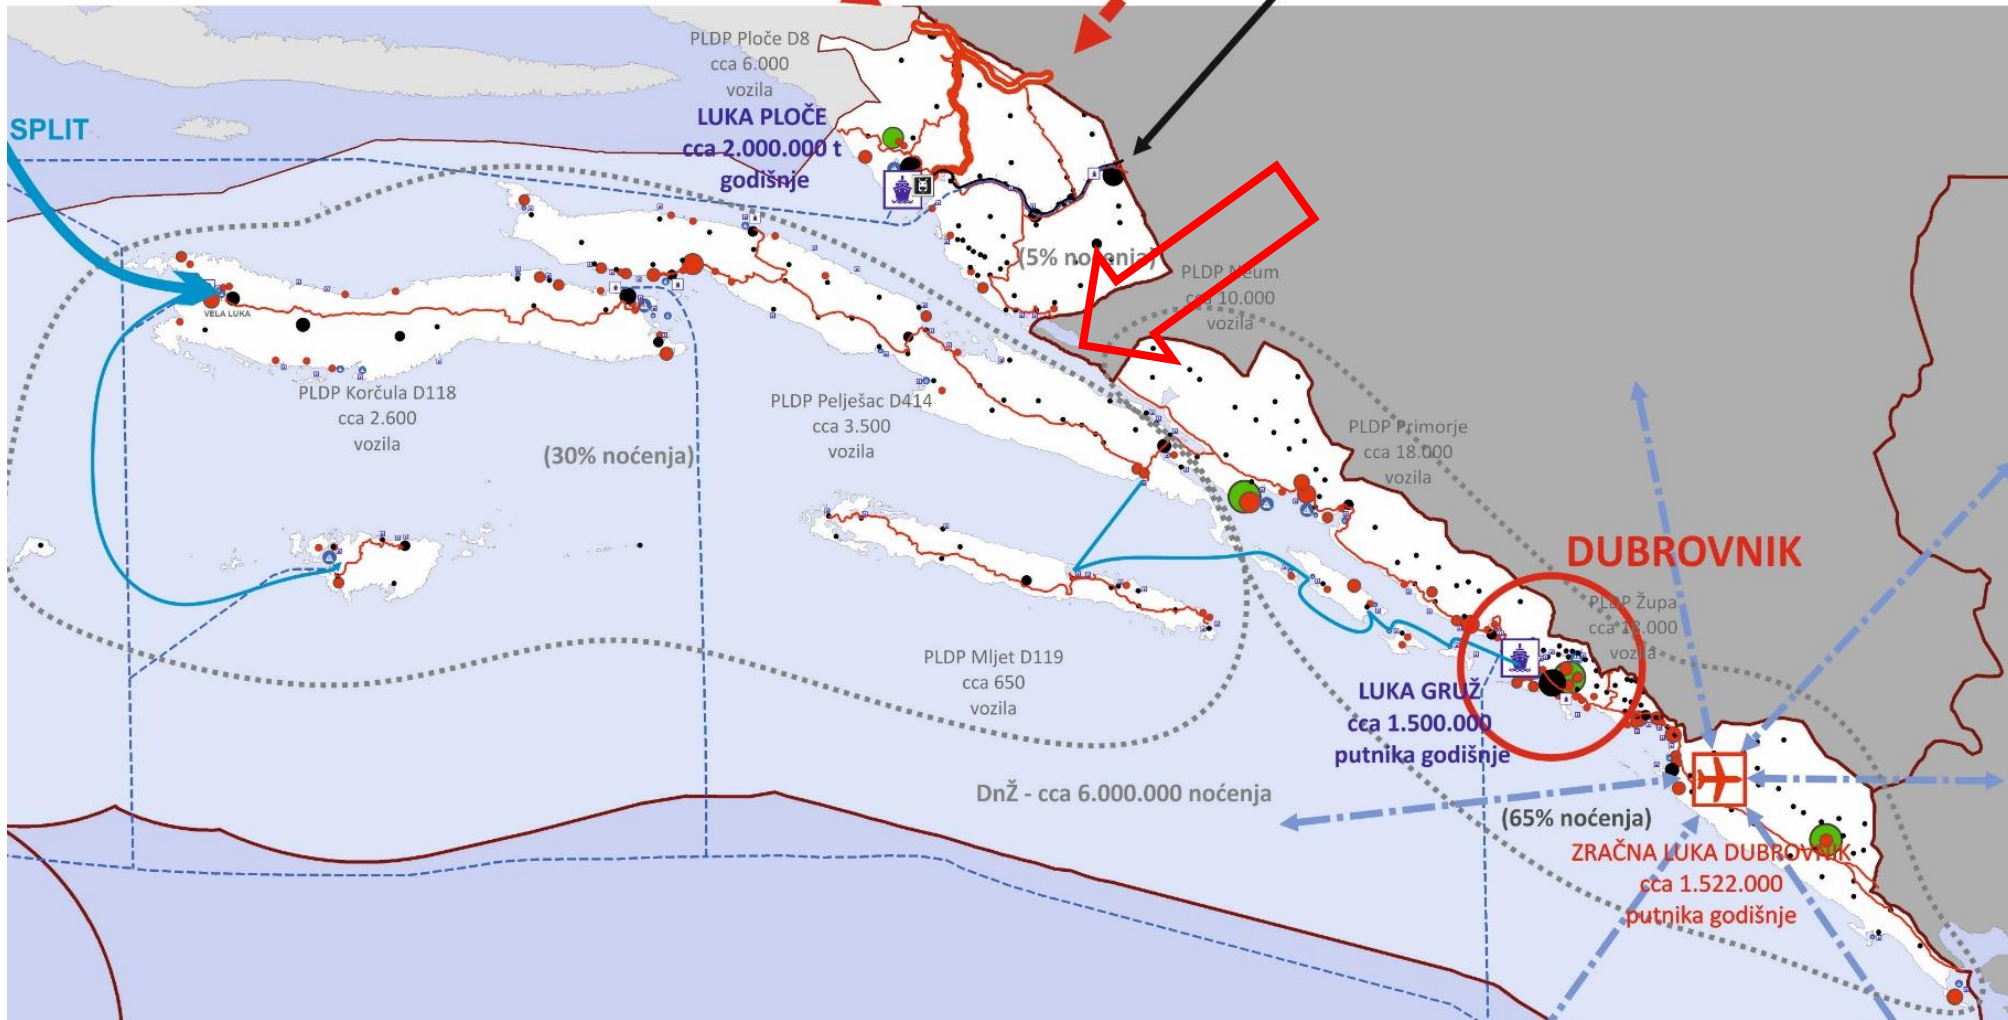 PLDP Ploče D8
cca 6.000
vozila
LUKA PLOČE
cca 2.000.000 t
godišnje
SPLIT
(5% noćenja)
PLDP Neum
cca 10.000
vozila
VELA LUKA
PLDP Korčula D118
cca 2.600
vozila
(30% noćenja)
PLDP Pelješac D414
cca 3.500
vozila
PLDP Primorje
cca 18.000
vozila
DUBROVNIK
PLDP Župa
cca 18.000
vozila
PLDP Mljet D119
cca 650
vozila
LUKA GRUŽ
cca 1.500.000
putnika godišnje
DnŽ - cca 6.000.000 noćenja
(65% noćenja)
ZRAČNA LUKA DUBROVNIK
cca 1.522.000
putnika godišnje